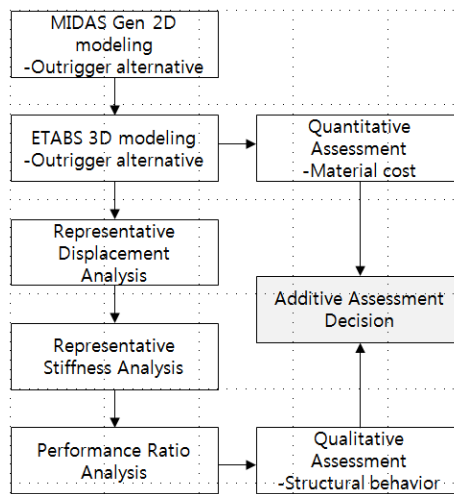 MIDAS Gen 2D
modeling
-Outrigger alternative
ETABS 3D modeling
-Outrigger alternative
Quantitative
Assessment
-Material cost
Representative
Displacement
Analysis
Additive Assessment
Decision
Representative
Stiffness Analysis
Performance Ratio
Analysis
Qualitative
Assessment
-Structural behavior